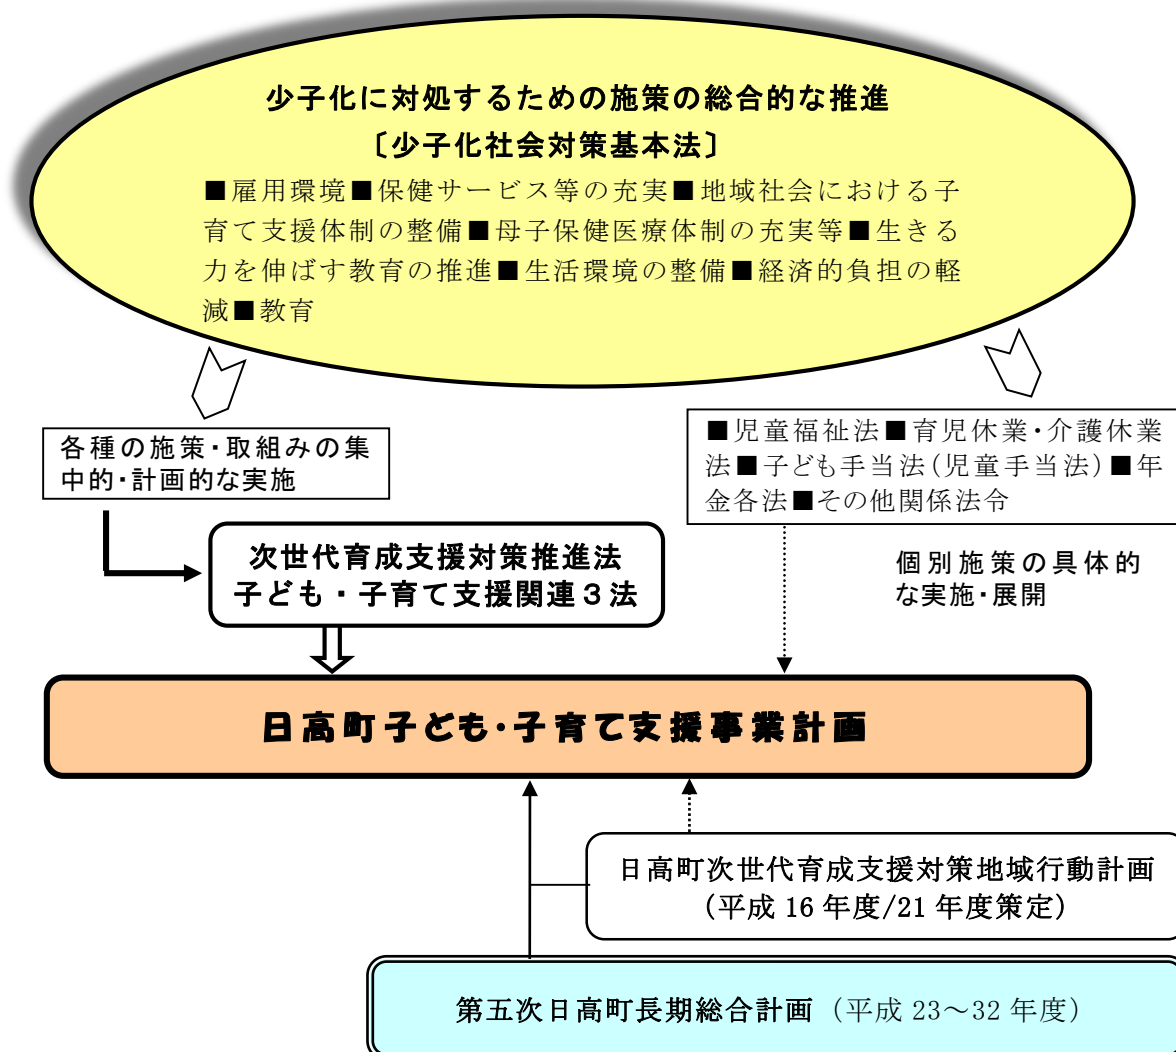 少子化に対処するための施策の総合的な推進
〔少子化社会対策基本法〕
■雇用環境■保健サービス等の充実■地域社会における子
育て支援体制の整備■母子保健医療体制の充実等■生きる
力を伸ばす教育の推進■生活環境の整備■経済的負担の軽
減■教育
各種の施策・取組みの集
中的・計画的な実施
■児童福祉法■育児休業・介護休業
法■子ども手当法(児童手当法)■年
金各法■その他関係法令
次世代育成支援対策推進法
子ども・子育て支援関連３法
個別施策の具体的
な実施・展開
日高町子ども・子育て支援事業計画
日高町次世代育成支援対策地域行動計画
(平成 16 年度/21 年度策定)
第五次日高町長期総合計画（平成 23～32 年度）